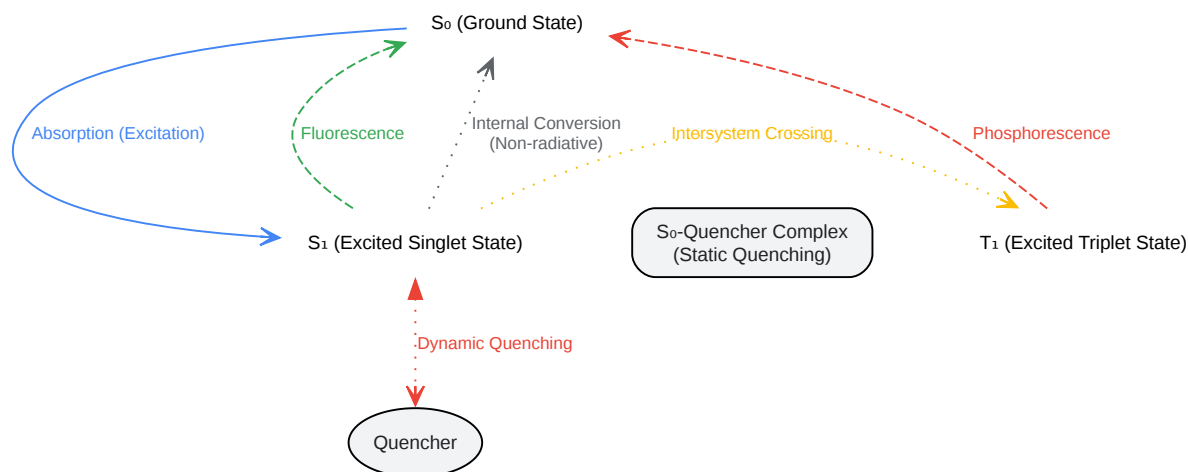 S₀ (Ground State)
Absorption (Excitation)
Fluorescence
Internal Conversion
(Non-radiative)
Intersystem Crossing
Phosphorescence
S₁ (Excited Singlet State)
S₀-Quencher Complex
(Static Quenching)
T₁ (Excited Triplet State)
Dynamic Quenching
Quencher